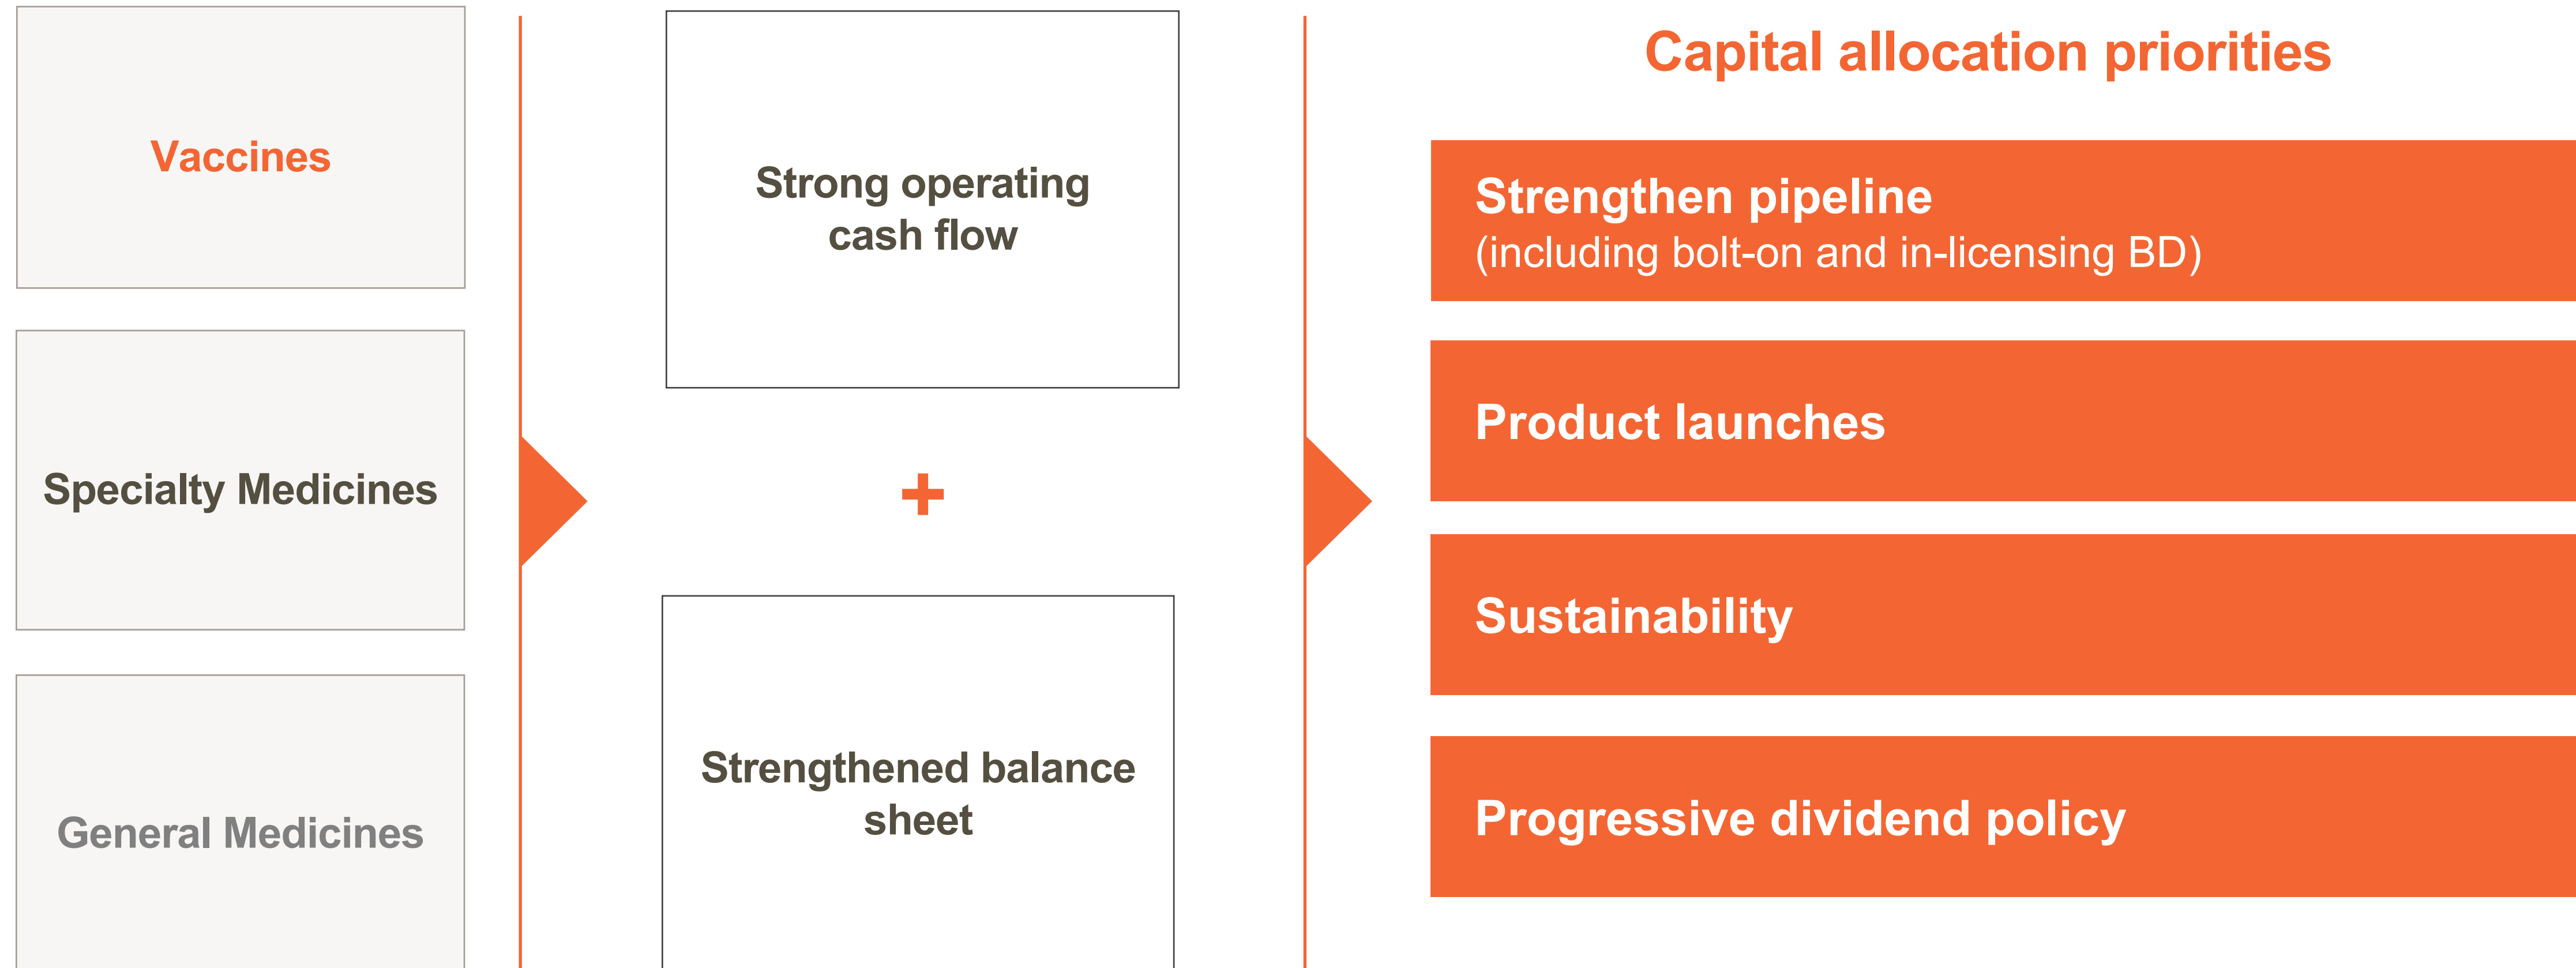 Vaccines
Specialty Medicines
General Medicines
Strong operating
cash flow
+
Strengthened balance
sheet
Capital allocation priorities
Strengthen pipeline
(including bolt-on and in-licensing BD)
Product launches
Sustainability
Progressive dividend policy